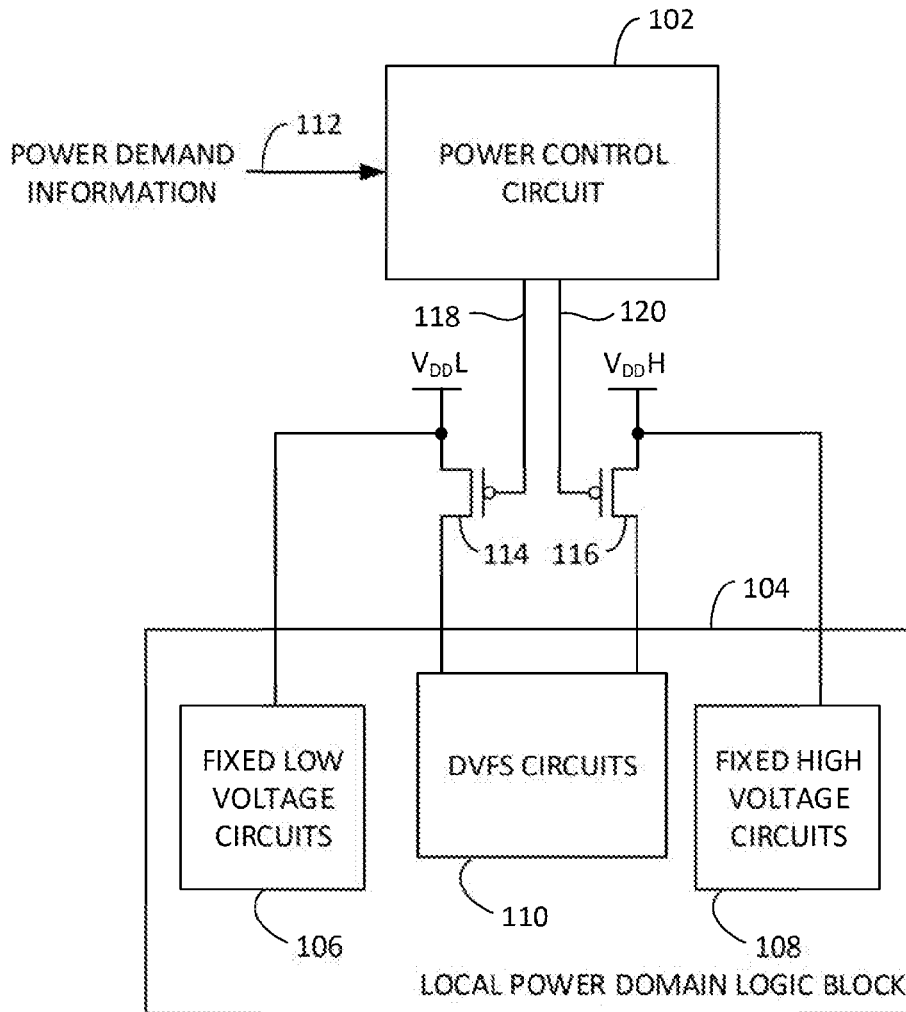 102
112
POWER DEMAND
INFORMATION
POWER CONTROL
CIRCUIT
118
120
VDDL
VDDH
114
116
104
FIXED LOW
VOLTAGE
CIRCUITS
DVFS CIRCUITS
FIXED HIGH
VOLTAGE
CIRCUITS
106
110
108
LOCAL POWER DOMAIN LOGIC BLOCK